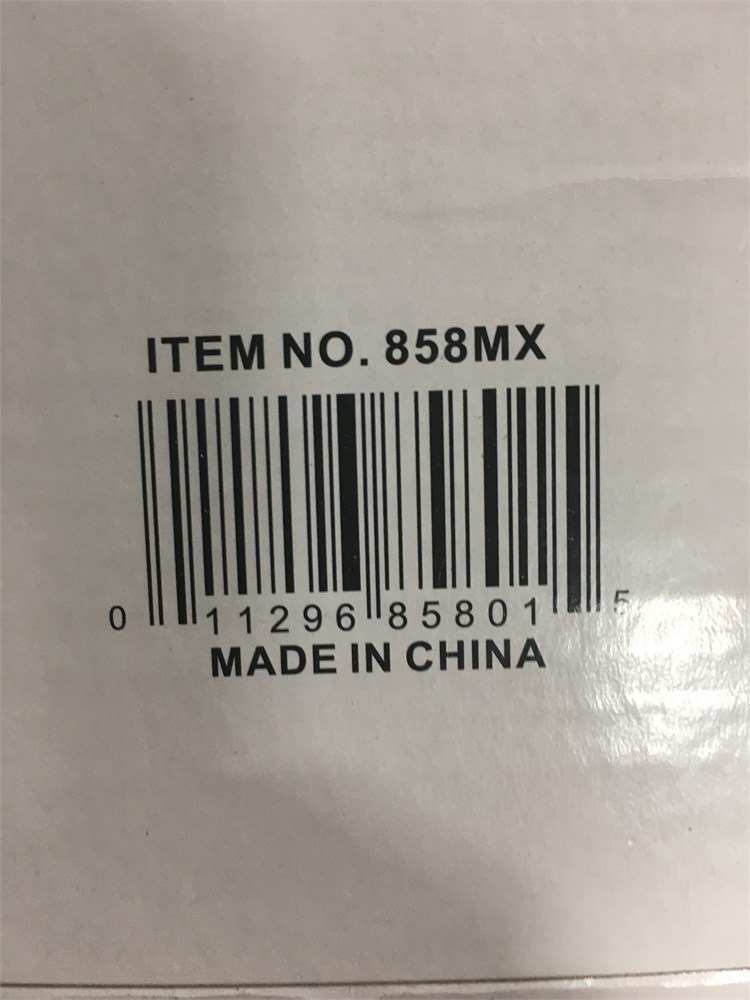 ITEM NO. 858MX
0 11296 85801 5
MADE IN CHINA